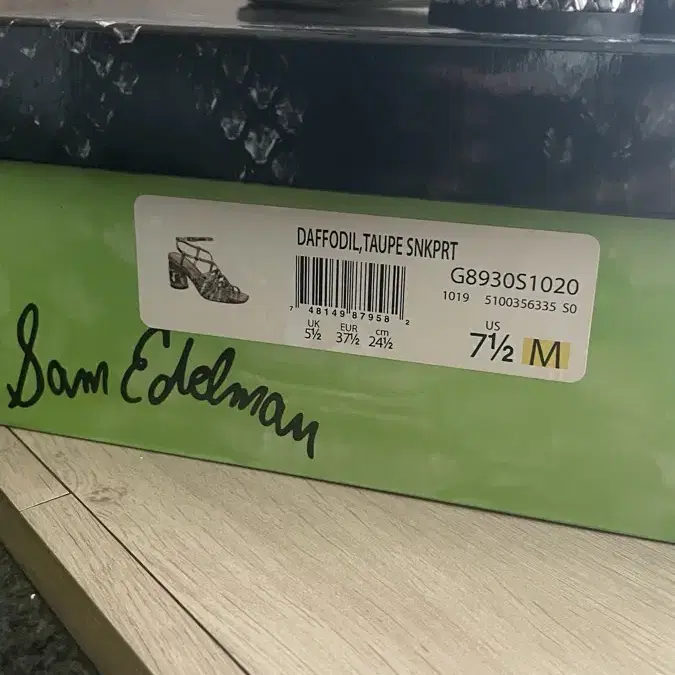 DAFFODIL,TAUPE SNKPRT
G8930S1020
1019 5100356335 S0
7 48149 87958 2
UK EUR cm
5½ 37½ 24½
US
7½ M
Sam Edelman